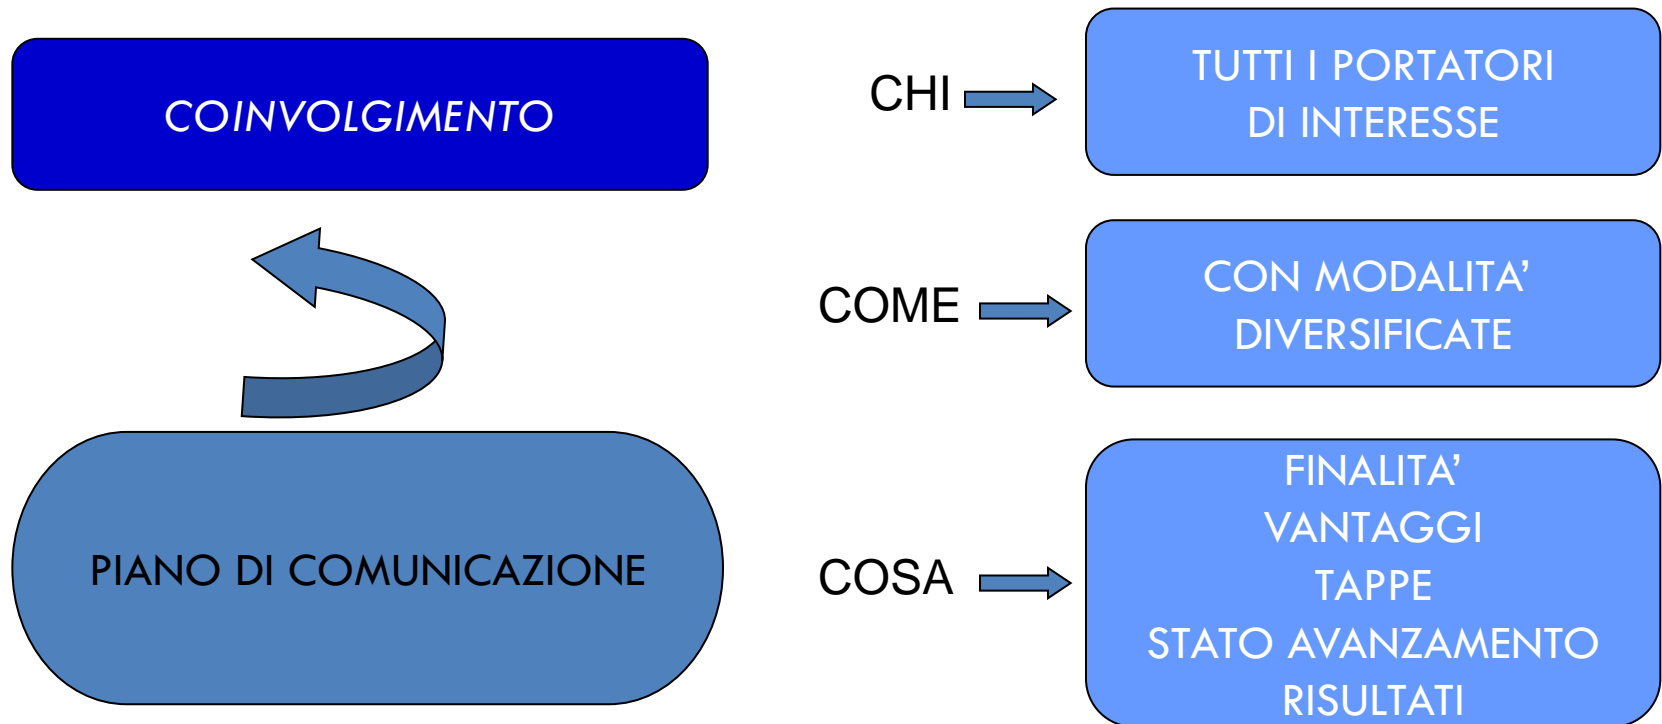 COINVOLGIMENTO
PIANO DI COMUNICAZIONE
CHI
TUTTI I PORTATORI
DI INTERESSE
COME
CON MODALITA’
DIVERSIFICATE
COSA
FINALITA’
VANTAGGI
TAPPE
STATO AVANZAMENTO
RISULTATI